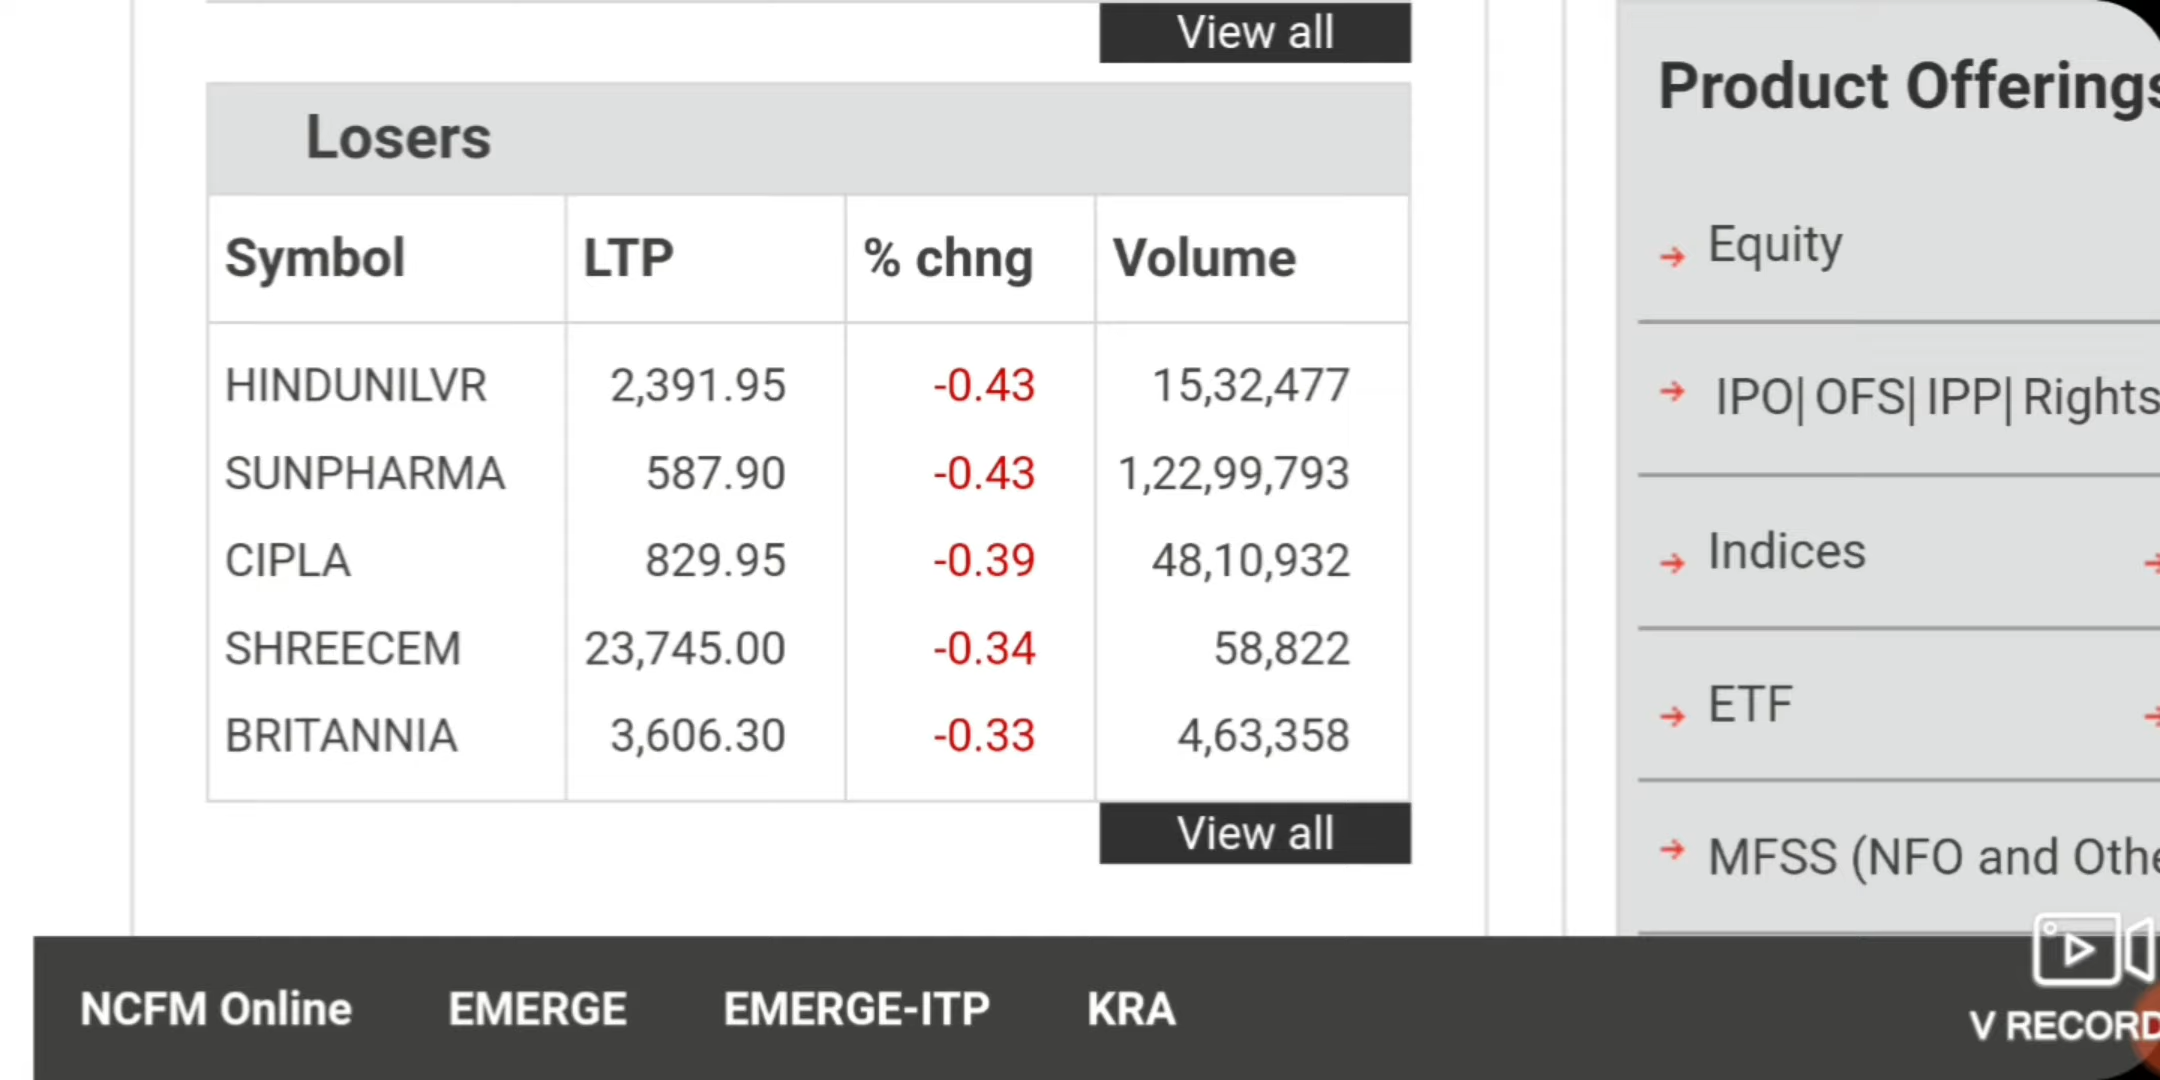 View all
Losers
Symbol LTP % chng Volume
HINDUNILVR 2,391.95 -0.43 15,32,477
SUNPHARMA 587.90 -0.43 1,22,99,793
CIPLA 829.95 -0.39 48,10,932
SHREECEM 23,745.00 -0.34 58,822
BRITANNIA 3,606.30 -0.33 4,63,358
View all
Product Offerings
Equity
IPO| OFS| IPP| Rights
Indices
ETF
MFSS (NFO and Othe
NCFM Online EMERGE EMERGE-ITP KRA
V RECORD